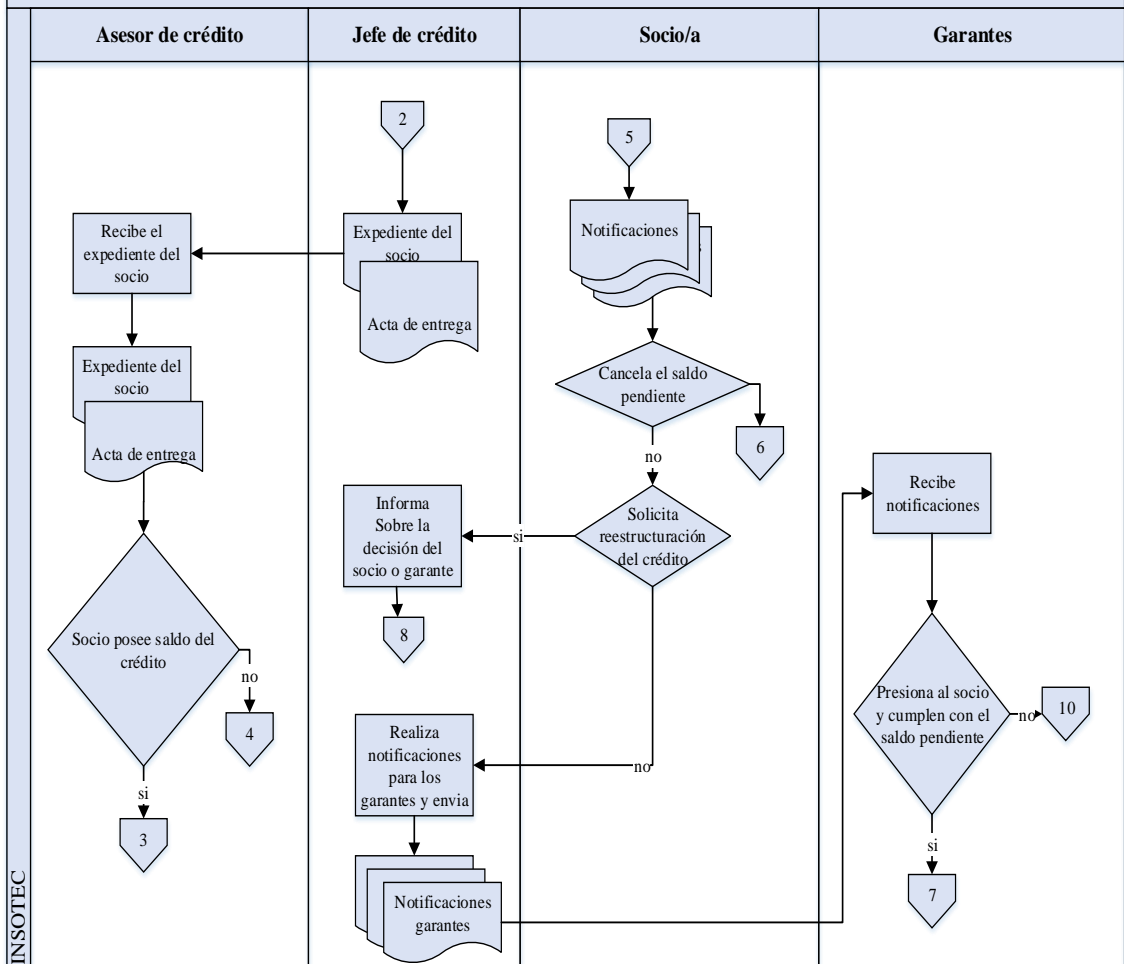 Asesor de crédito
Jefe de crédito
Socio/a
Garantes
2
5
Recibe el
expediente del
socio
Expediente del
socio
Acta de entrega
Notificaciones
Expediente del
socio
Acta de entrega
Cancela el saldo
pendiente
6
no
Recibe
notificaciones
Informa
Sobre la
decisión del
socio o garante
si
Solicita
reestructuración
del crédito
8
Socio posee saldo del
crédito
no
4
Presiona al socio
y cumplen con el
saldo pendiente
no
10
Realiza
notificaciones
para los
garantes y envia
no
si
3
si
7
Notificaciones
garantes
INSOTEC